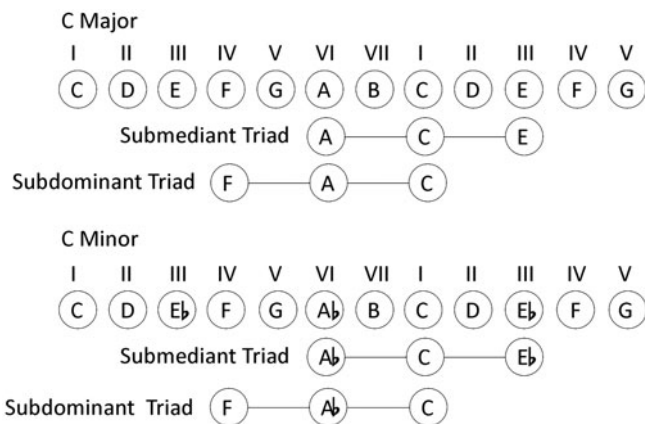 C Major
I II III IV V VI VII I II III IV V
C D E F G A B C D E F G
Submediant Triad A C E
Subdominant Triad F A C
C Minor
I II III IV V VI VII I II III IV V
C D E♭ F G A♭ B C D E♭ F G
Submediant Triad A♭ C E♭
Subdominant Triad F A♭ C